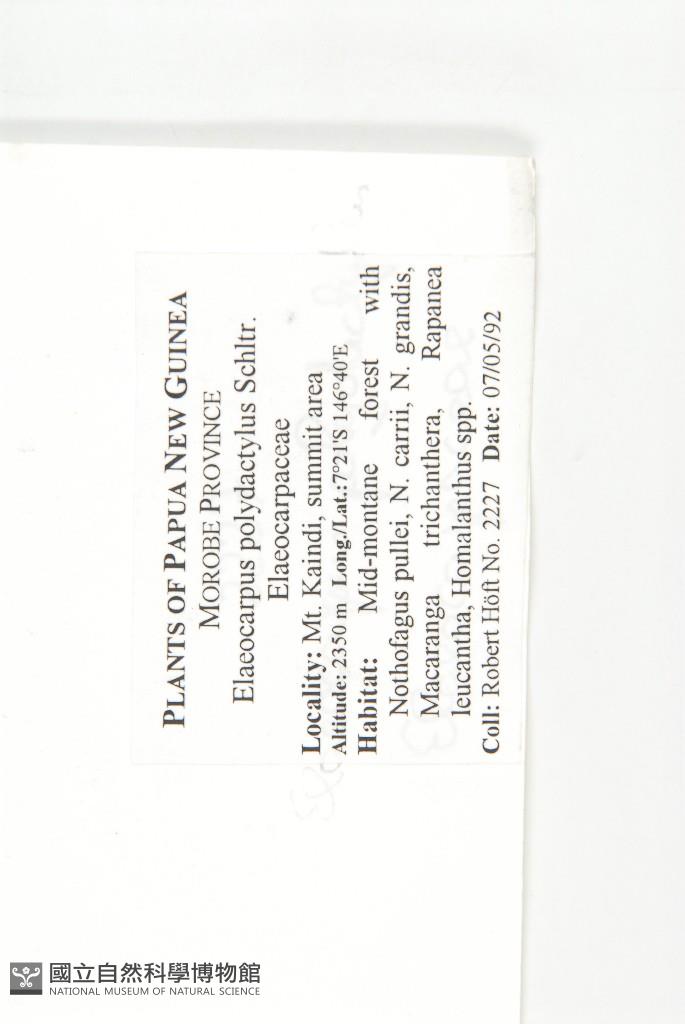 PLANTS OF PAPUA NEW GUINEA
MOROBE PROVINCE
Elaeocarpus polydactylus Schltr.
Elaeocarpaceae
Locality: Mt. Kaindi, summit area
Altitude: 2350 m Long./Lat.:7°21'S 146°40'E
Habitat: Mid-montane forest with
Nothofagus pullei, N. carrii, N. grandis,
Macaranga trichanthera, Rapanea
leucantha, Homalanthus spp.
Coll: Robert Höft No. 2227 Date: 07/05/92
國立自然科學博物館
NATIONAL MUSEUM OF NATURAL SCIENCE